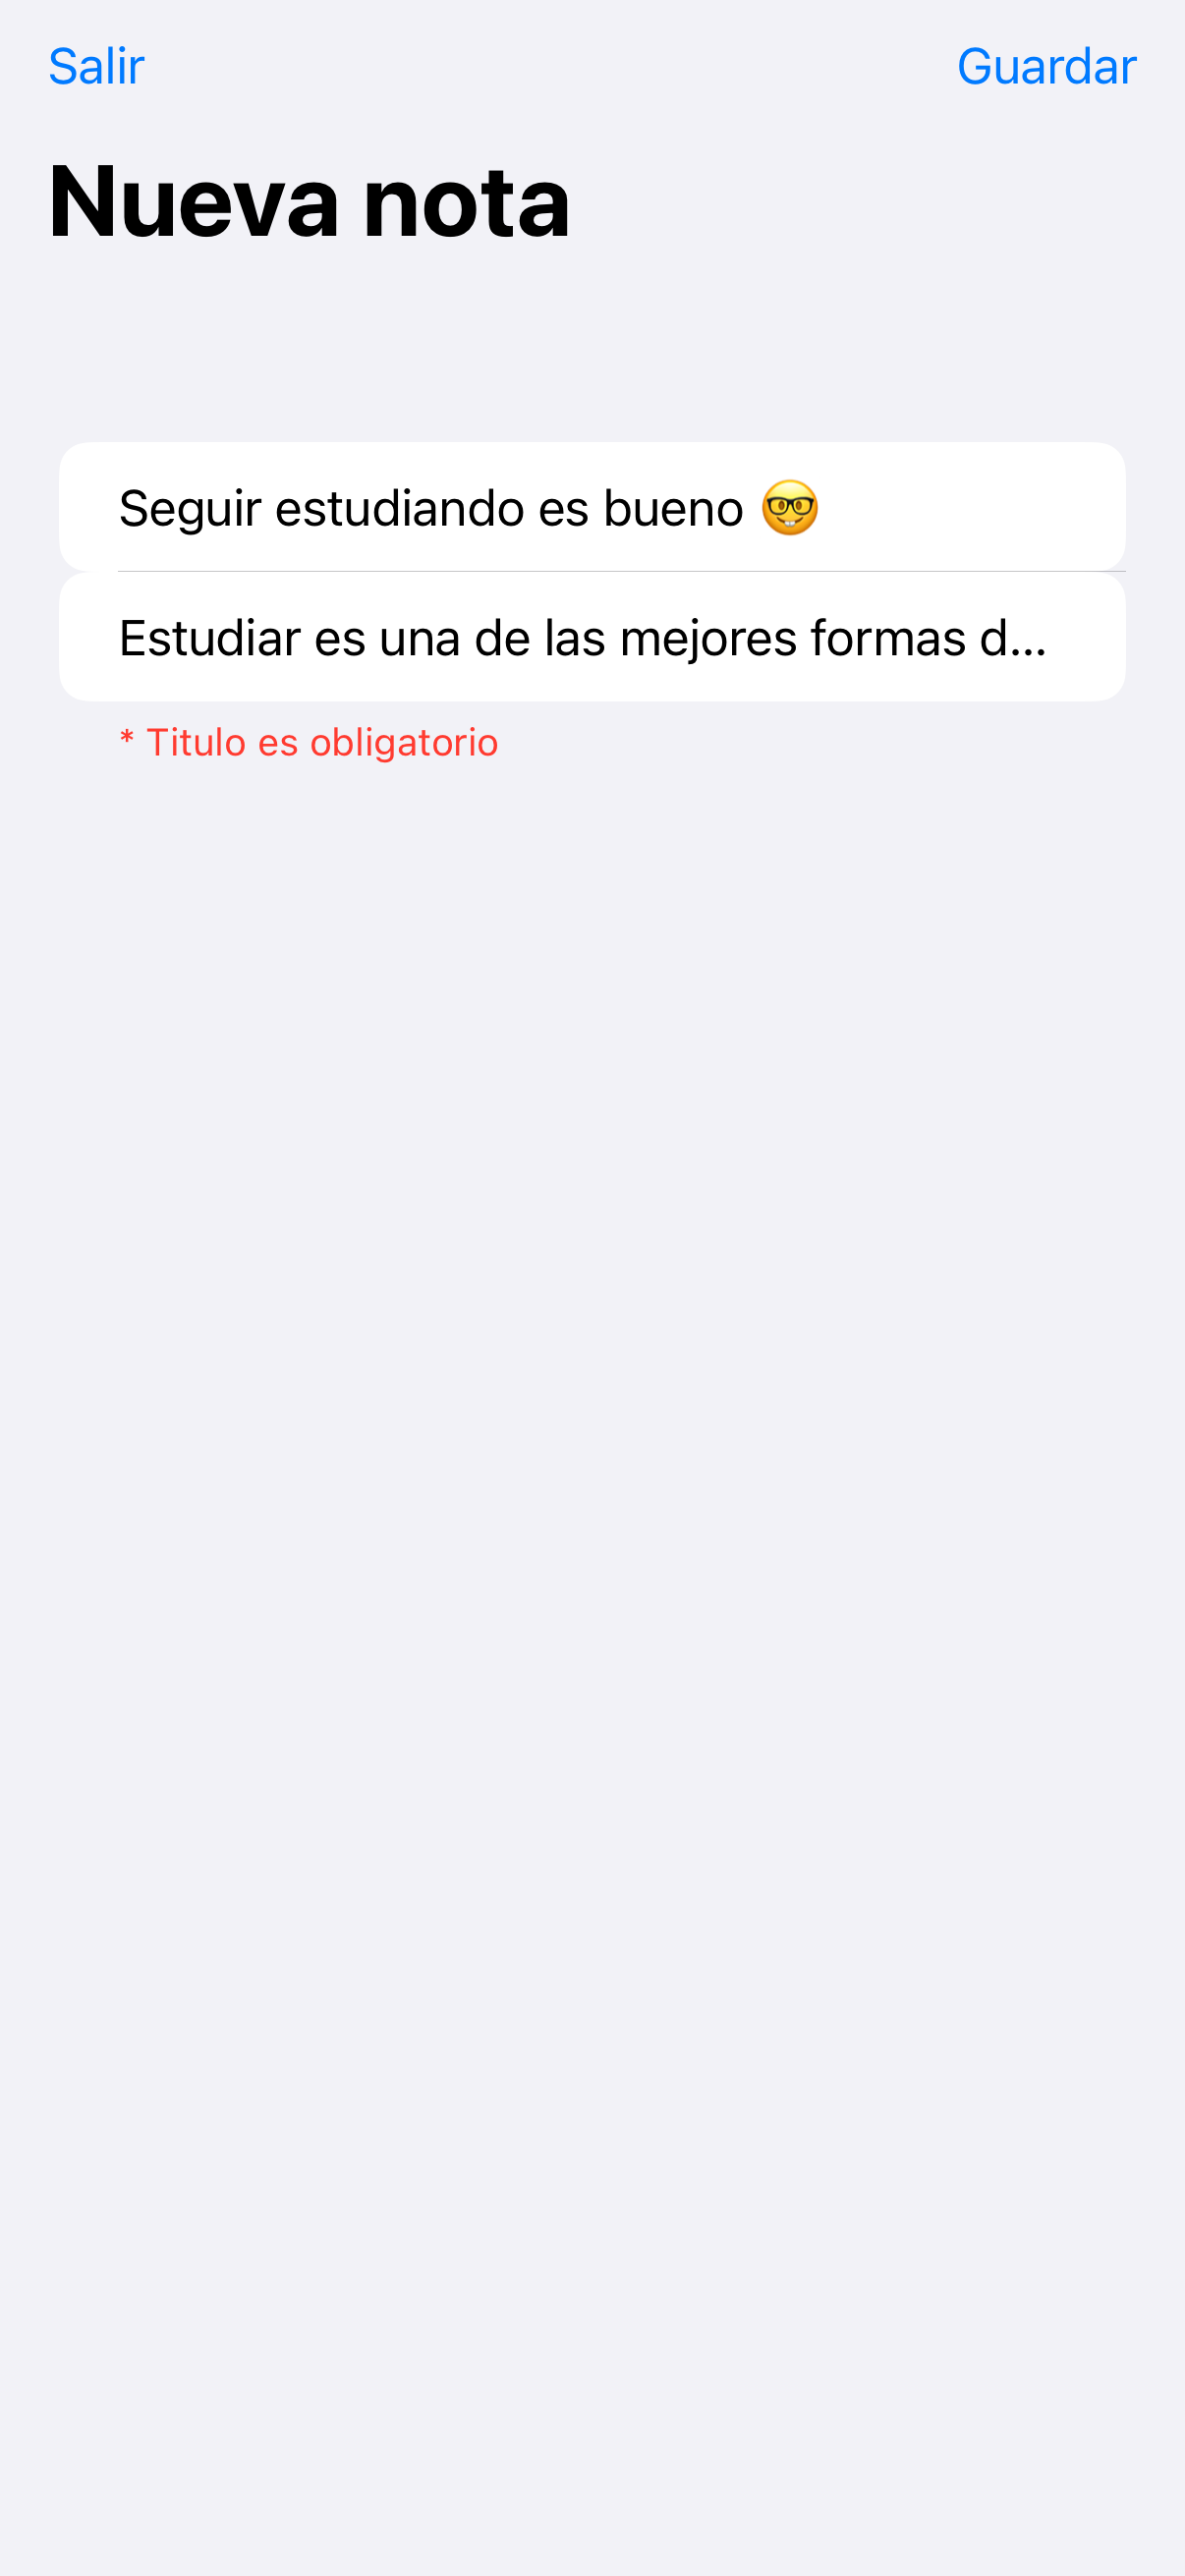 Salir
Guardar
Nueva nota
Seguir estudiando es bueno 🤓
Estudiar es una de las mejores formas d...
* Titulo es obligatorio